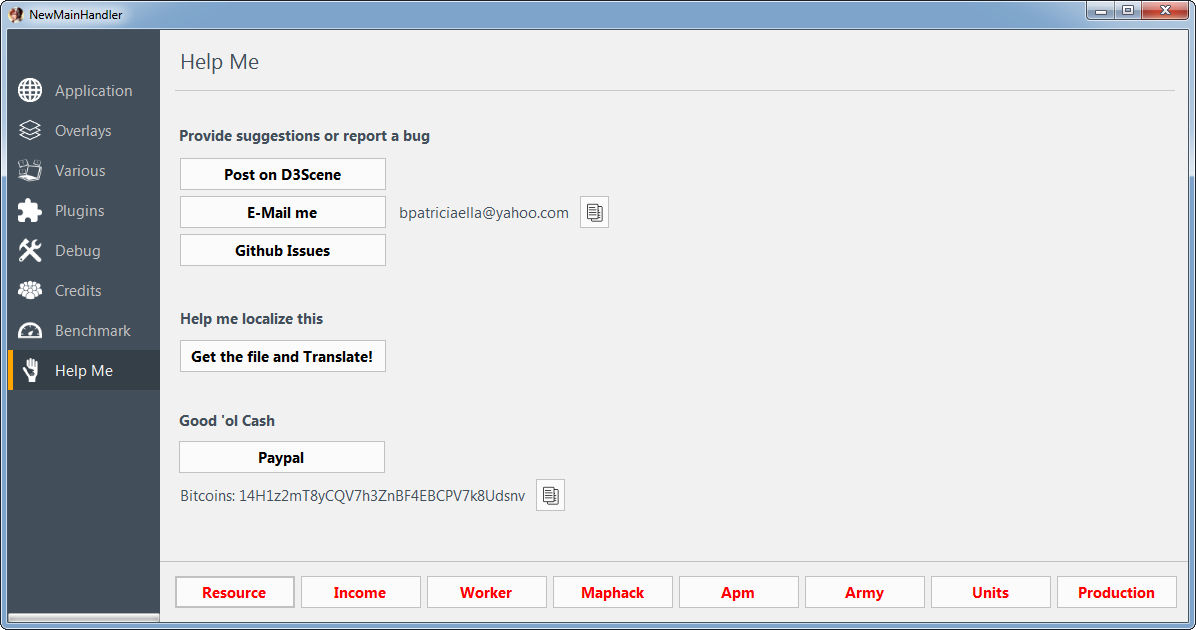 NewMainHandler
Application
Overlays
Various
Plugins
Debug
Credits
Benchmark
Help Me
Help Me
Provide suggestions or report a bug
Post on D3Scene
E-Mail me bpatriciaella@yahoo.com
Github Issues
Help me localize this
Get the file and Translate!
Good 'ol Cash
Paypal
Bitcoins: 14H1z2mT8yCQV7h3ZnBF4EBCPV7k8Udsnv
Resource Income Worker Maphack Apm Army Units Production